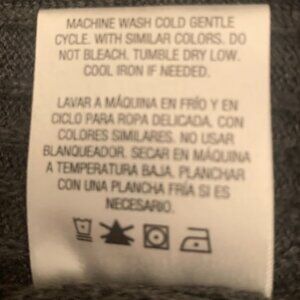 MACHINE WASH COLD GENTLE
CYCLE. WITH SIMILAR COLORS. DO
NOT BLEACH. TUMBLE DRY LOW.
COOL IRON IF NEEDED.
LAVAR A MÁQUINA EN FRÍO Y EN
CICLO PARA ROPA DELICADA, CON
COLORES SIMILARES. NO USAR
BLANQUEADOR. SECAR EN MÁQUINA
A TEMPERATURA BAJA. PLANCHAR
CON UNA PLANCHA FRÍA SI ES
NECESARIO.